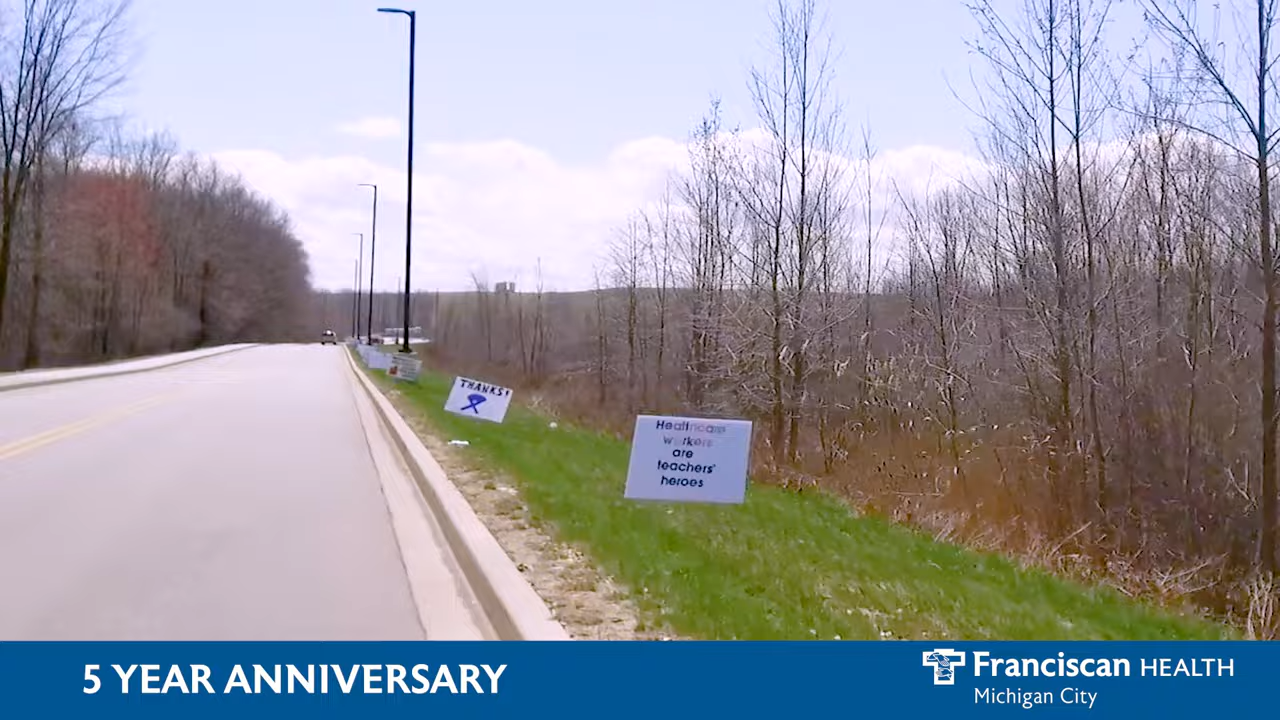 THANKS!
Healthcare
workers
are
teachers'
heroes
5 YEAR ANNIVERSARY
Franciscan HEALTH
Michigan City